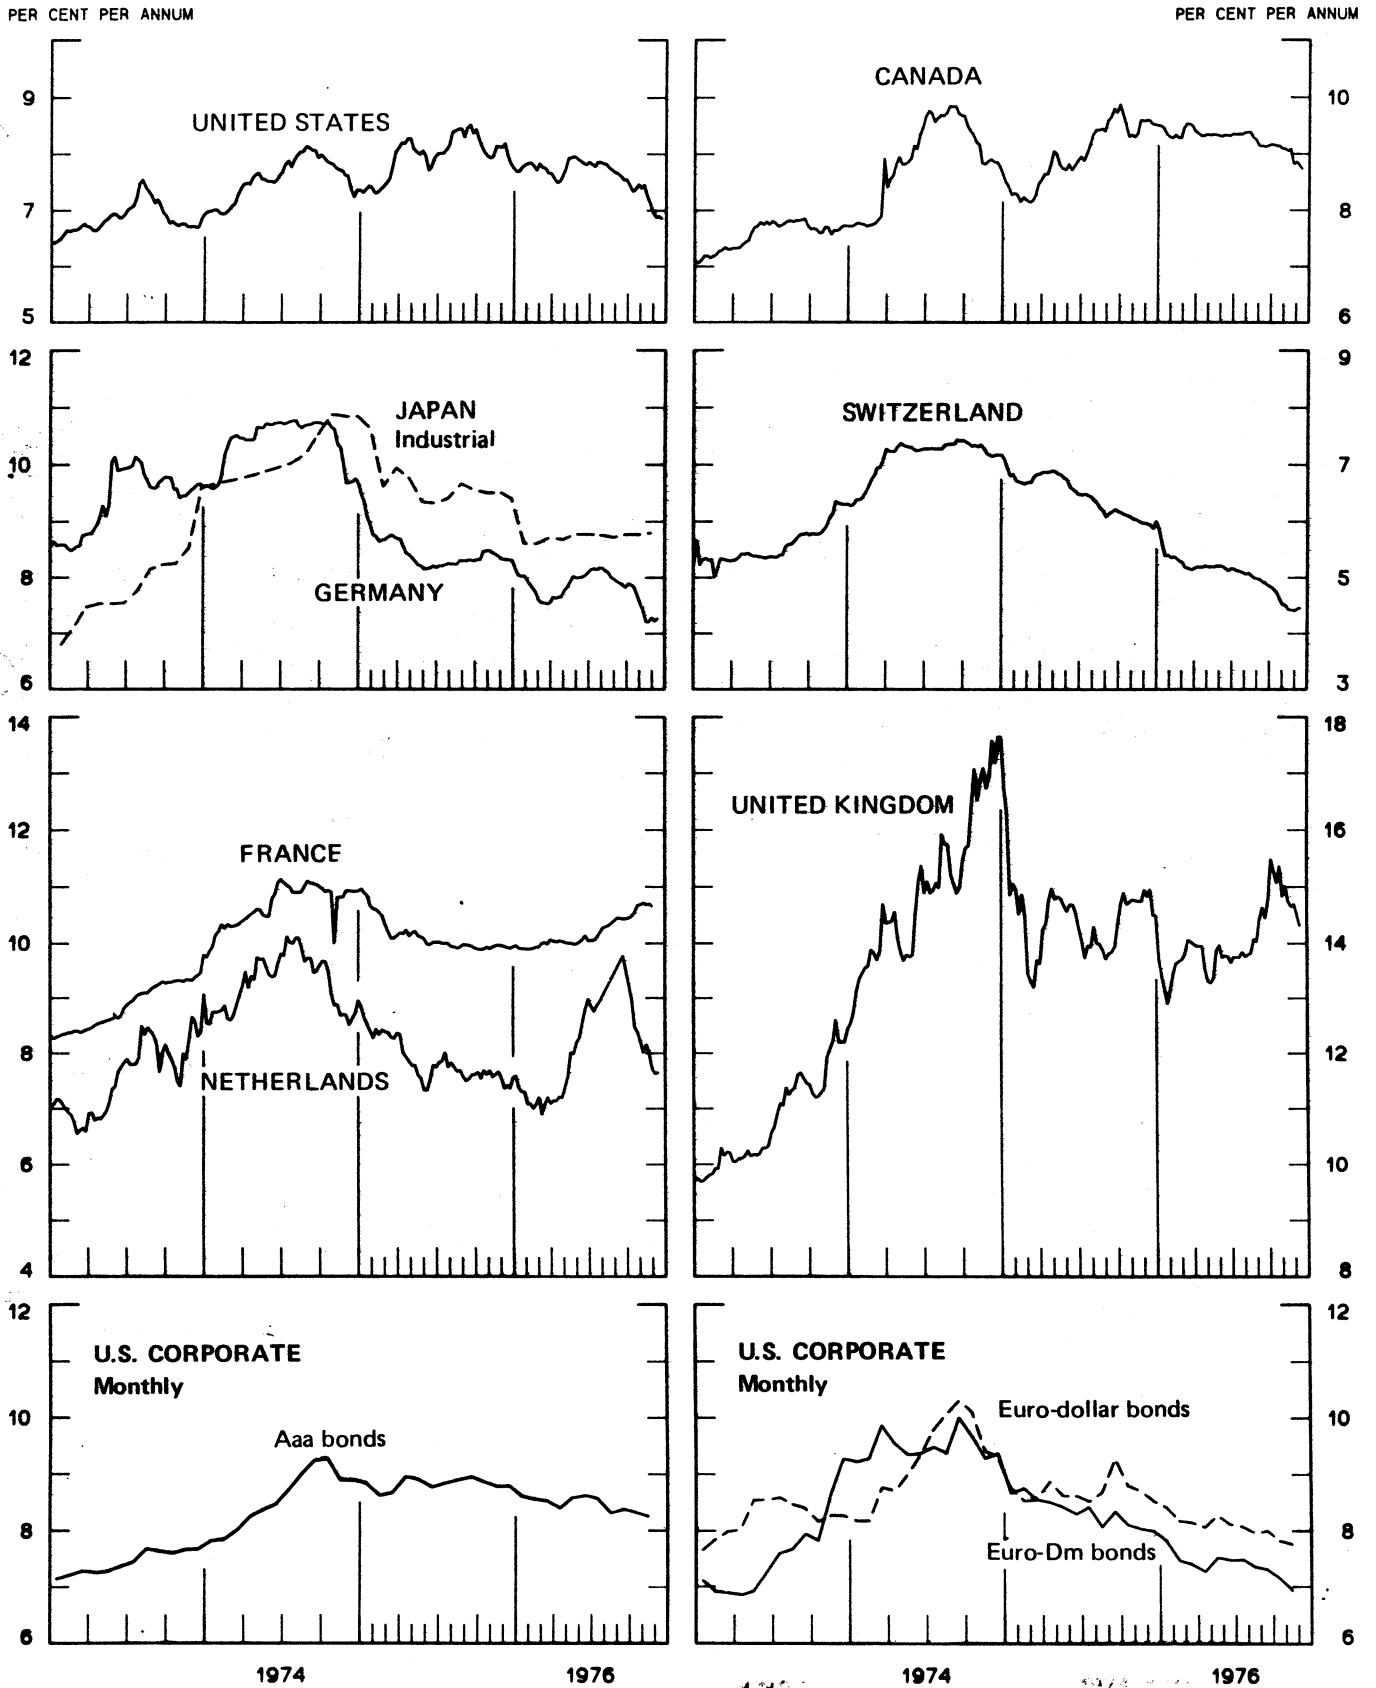 PER CENT PER ANNUM
PER CENT PER ANNUM
UNITED STATES
9
7
5
CANADA
10
8
6
JAPAN
Industrial
GERMANY
12
10
8
6
SWITZERLAND
9
7
5
3
FRANCE
NETHERLANDS
14
12
10
8
6
4
UNITED KINGDOM
18
16
14
12
10
8
U.S. CORPORATE
Monthly
Aaa bonds
12
10
8
6
1974
1976
U.S. CORPORATE
Monthly
Euro-dollar bonds
Euro-Dm bonds
12
10
8
6
1974
1976